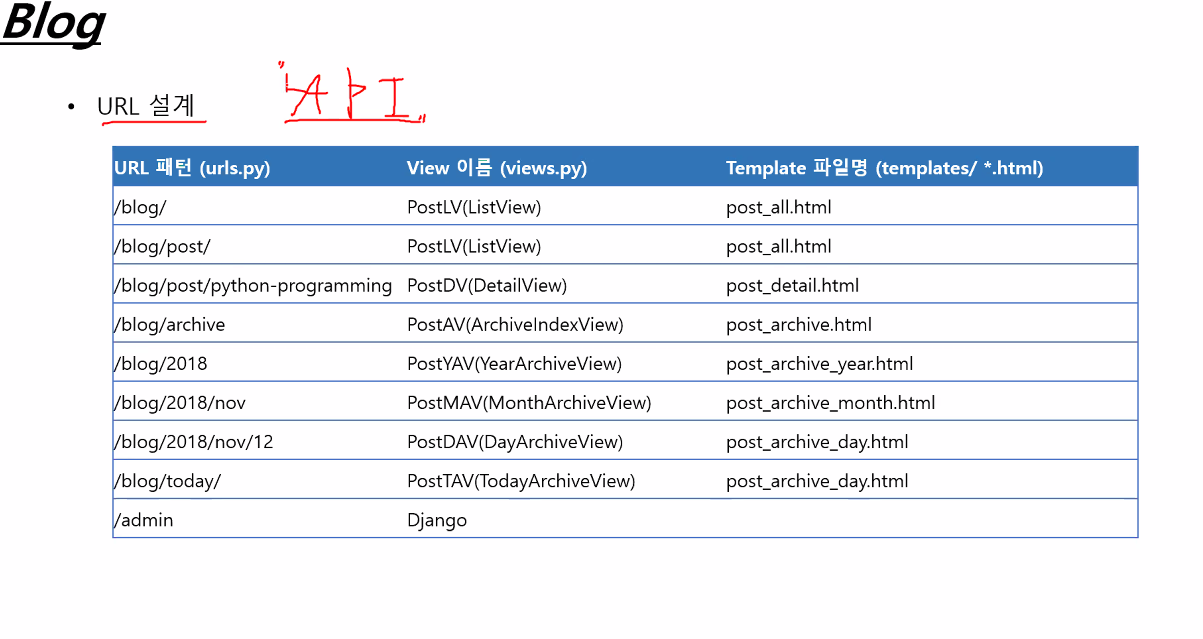 Blog
• URL 설계
"API"
URL 패턴 (urls.py) View 이름 (views.py) Template 파일명 (templates/ *.html)
/blog/ PostLV(ListView) post_all.html
/blog/post/ PostLV(ListView) post_all.html
/blog/post/python-programming PostDV(DetailView) post_detail.html
/blog/archive PostAV(ArchiveIndexView) post_archive.html
/blog/2018 PostYAV(YearArchiveView) post_archive_year.html
/blog/2018/nov PostMAV(MonthArchiveView) post_archive_month.html
/blog/2018/nov/12 PostDAV(DayArchiveView) post_archive_day.html
/blog/today/ PostTAV(TodayArchiveView) post_archive_day.html
/admin Django